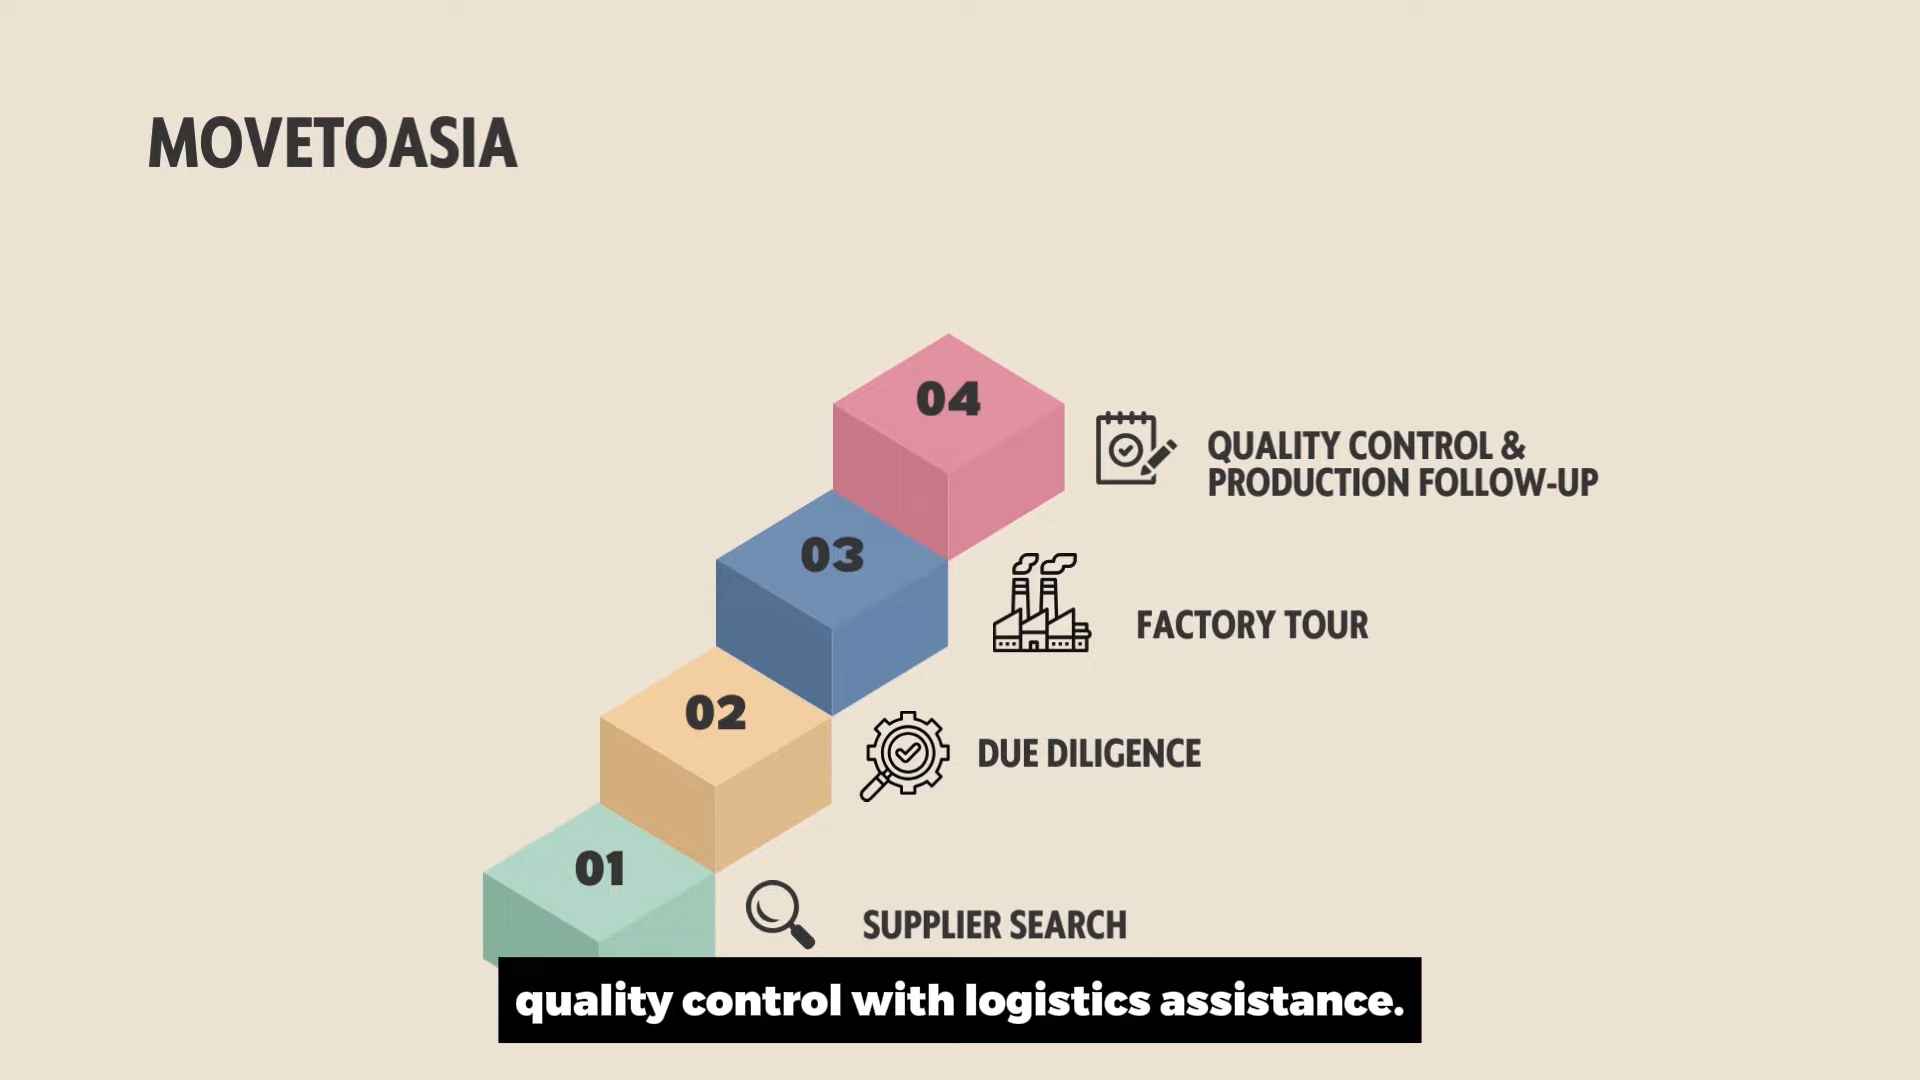 MOVETOASIA
04
QUALITY CONTROL &
PRODUCTION FOLLOW-UP
03
FACTORY TOUR
02
DUE DILIGENCE
01
SUPPLIER SEARCH
quality control with logistics assistance.